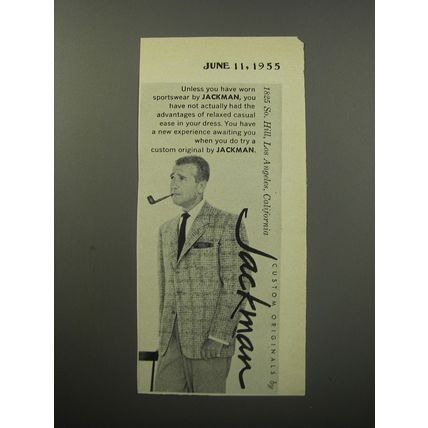 JUNE 11, 1955
Unless you have worn
sportswear by JACKMAN, you
have not actually had the
advantages of relaxed casual
ease in your dress. You have
a new experience awaiting you
when you do try a
custom original by JACKMAN.
1825 So. Hill, Los Angeles, California
CUSTOM ORIGINALS by
Jackman